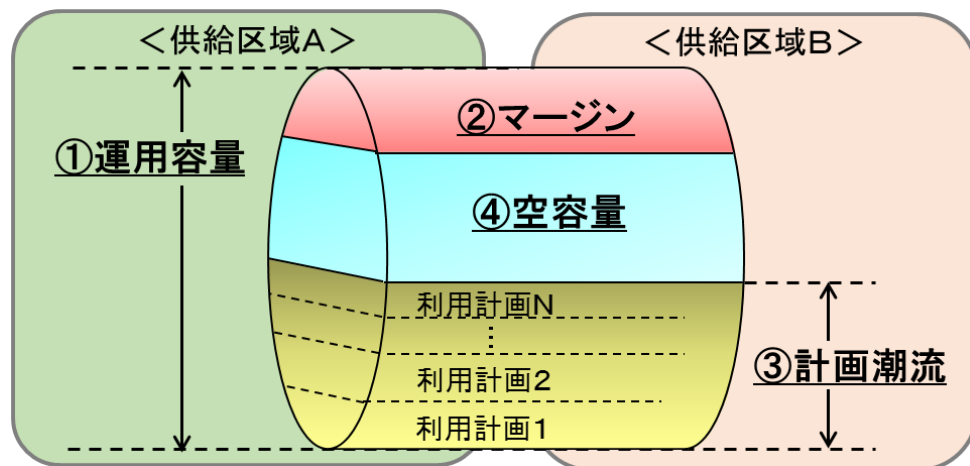 <供給区域A>
<供給区域B>
②マージン
①運用容量
④空容量
利用計画N
⋮
利用計画2
③計画潮流
利用計画1